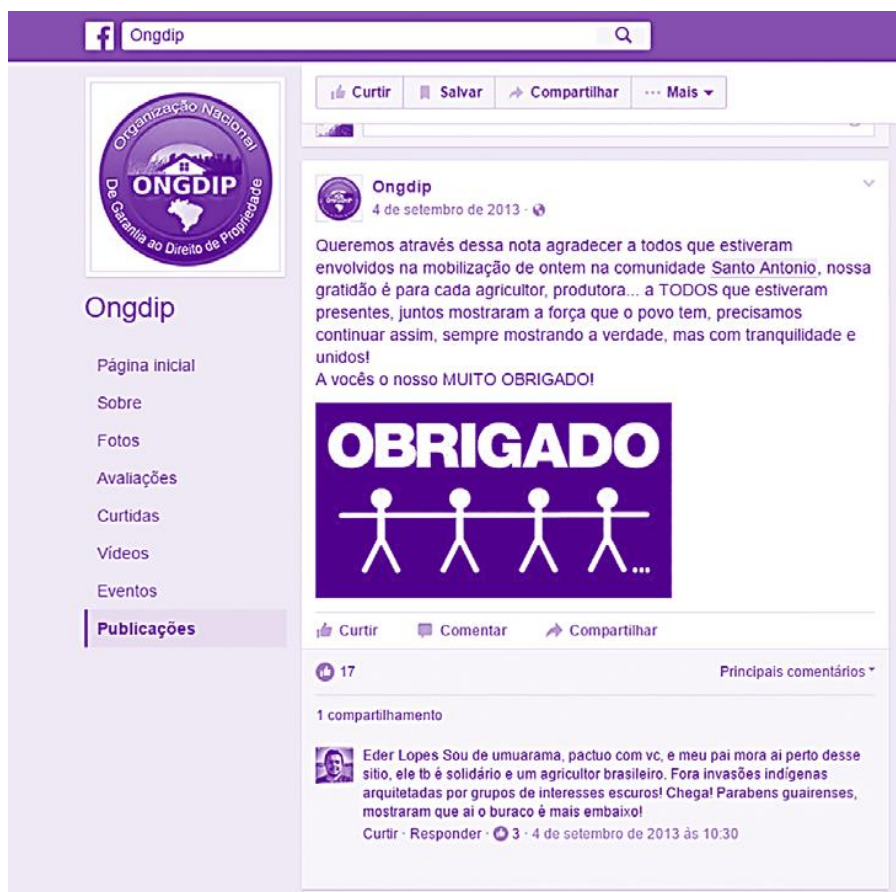 Ongdip
Curtir Salvar Compartilhar ... Mais
Organização Nacional
ONGDIP
De Garantia ao Direito de Propriedade
Ongdip
Página inicial
Sobre
Fotos
Avaliações
Curtidas
Vídeos
Eventos
Publicações
Ongdip
4 de setembro de 2013 ·
Queremos através dessa nota agradecer a todos que estiveram
envolvidos na mobilização de ontem na comunidade Santo Antonio, nossa
gratidão é para cada agricultor, produtora... a TODOS que estiveram
presentes, juntos mostraram a força que o povo tem, precisamos
continuar assim, sempre mostrando a verdade, mas com tranquilidade e
unidos!
A vocês o nosso MUITO OBRIGADO!
OBRIGADO
...
Curtir Comentar Compartilhar
17 Principais comentários
1 compartilhamento
Eder Lopes Sou de umuarama, pactuo com vc, e meu pai mora ai perto desse
sitio, ele tb é solidário e um agricultor brasileiro. Fora invasões indígenas
arquitetadas por grupos de interesses escuros! Chega! Parabens guairenses,
mostraram que ai o buraco é mais embaixo!
Curtir · Responder · 3 · 4 de setembro de 2013 às 10:30